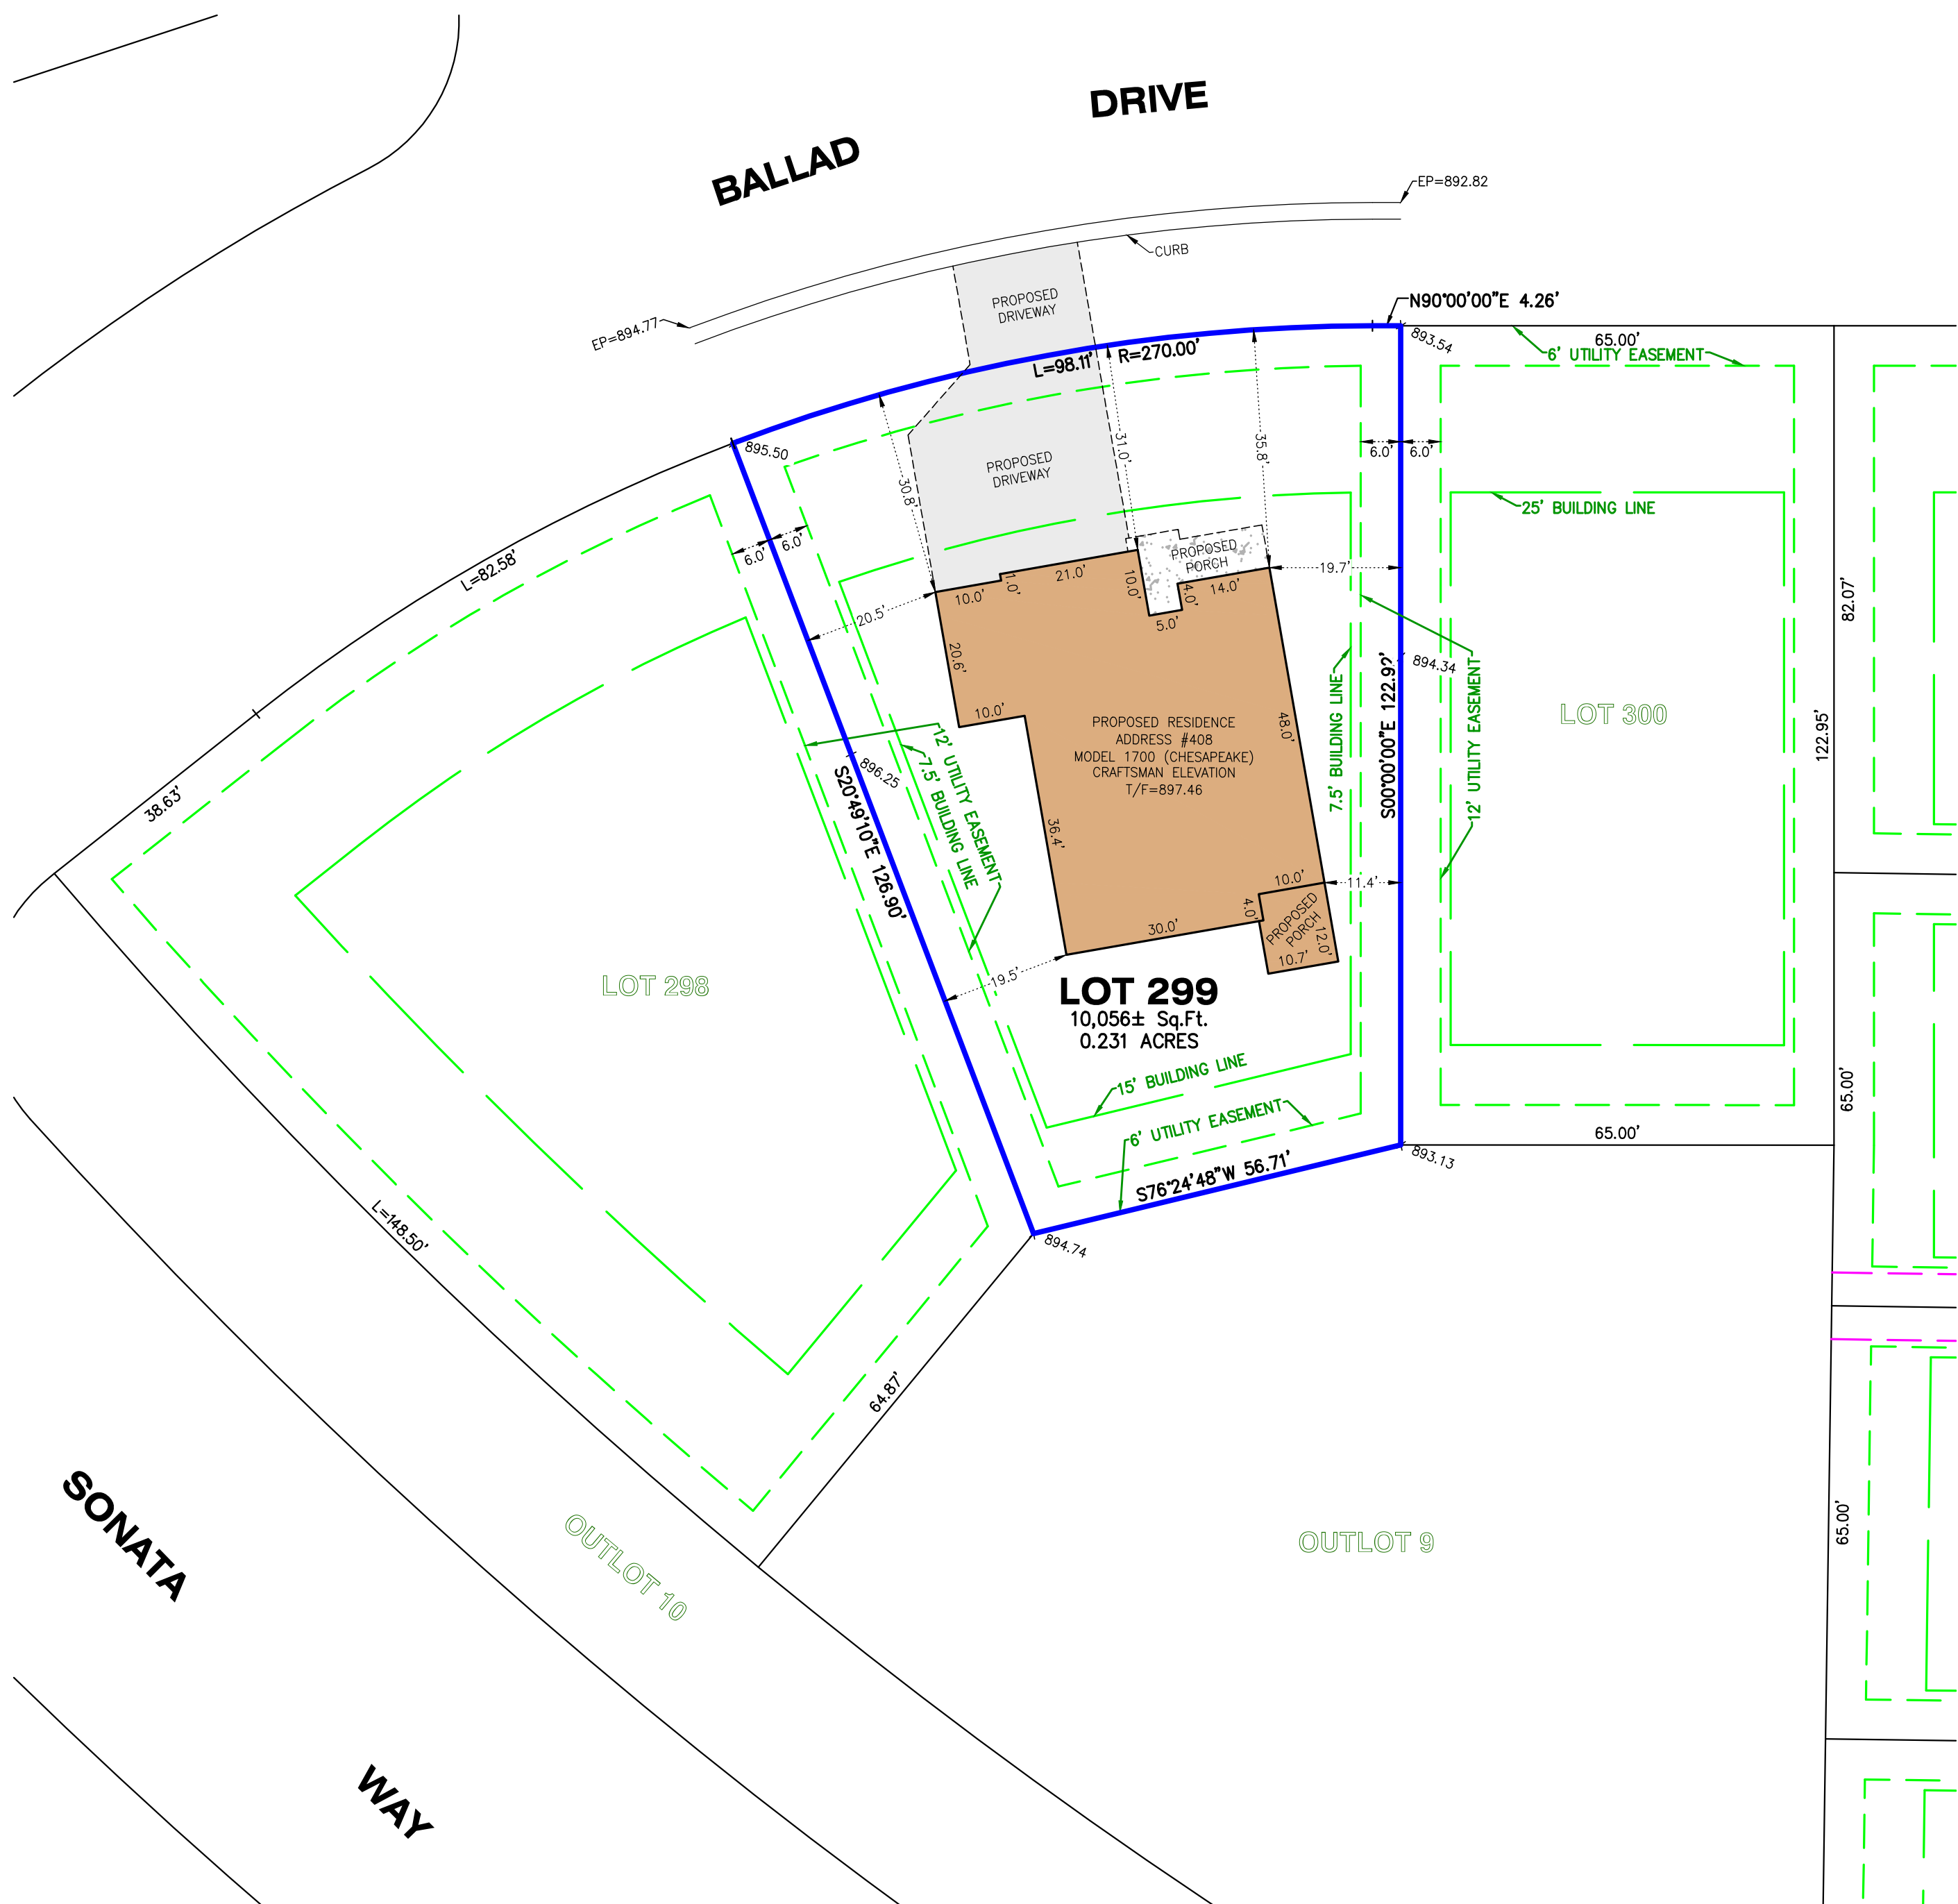 BALLAD DRIVE
EP=892.82
CURB
EP=894.77
PROPOSED
DRIVEWAY
N90°00'00"E 4.26'
893.54
65.00'
6' UTILITY EASEMENT
L=98.11'
R=270.00'
895.50
PROPOSED
DRIVEWAY
30.8'
31.0'
35.8'
6.0'
6.0'
6.0'
6.0'
25' BUILDING LINE
L=82.58'
PROPOSED
PORCH
19.7'
10.0'
1.0'
21.0'
10.0'
5.0'
4.0'
14.0'
20.5'
20.6'
10.0'
82.07'
38.63'
894.34
S00°00'00"E 122.92'
7.5' BUILDING LINE
12' UTILITY EASEMENT
LOT 300
122.95'
PROPOSED RESIDENCE
ADDRESS #408
MODEL 1700 (CHESAPEAKE)
CRAFTSMAN ELEVATION
T/F=897.46
48.0'
12' UTILITY EASEMENT
7.5' BUILDING LINE
896.25
S20°49'10"E 126.90'
36.4'
10.0'
11.4'
4.0'
PROPOSED
PORCH
12.0'
10.7'
30.0'
19.5'
LOT 298
LOT 299
10,056± Sq.Ft.
0.231 ACRES
15' BUILDING LINE
6' UTILITY EASEMENT
65.00'
65.00'
S76°24'48"W 56.71'
893.13
894.74
L=148.50'
64.87'
65.00'
SONATA WAY
OUTLOT 10
OUTLOT 9